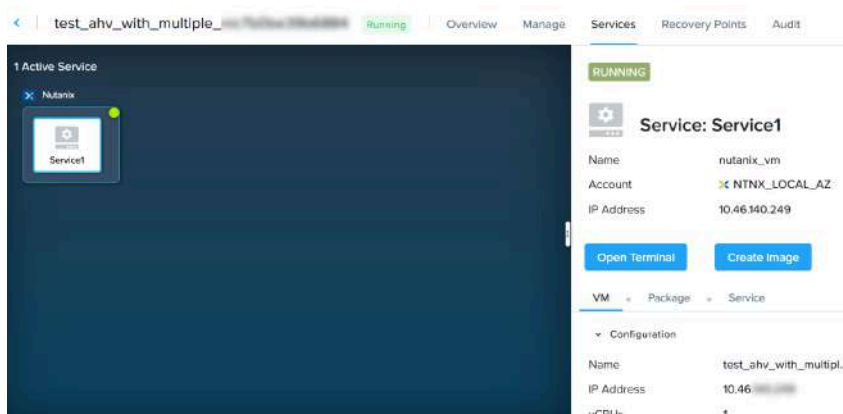 test_ahv_with_multiple_ Running Overview Manage Services Recovery Points Audit
1 Active Service
Nutanix
Service1
RUNNING
Service: Service1
Name nutanix_vm
Account NTNX_LOCAL_AZ
IP Address 10.46.140.249
Open Terminal Create Image
VM Package Service
Configuration
Name test_ahv_with_multipl.
IP Address 10.46
vCPUs 1